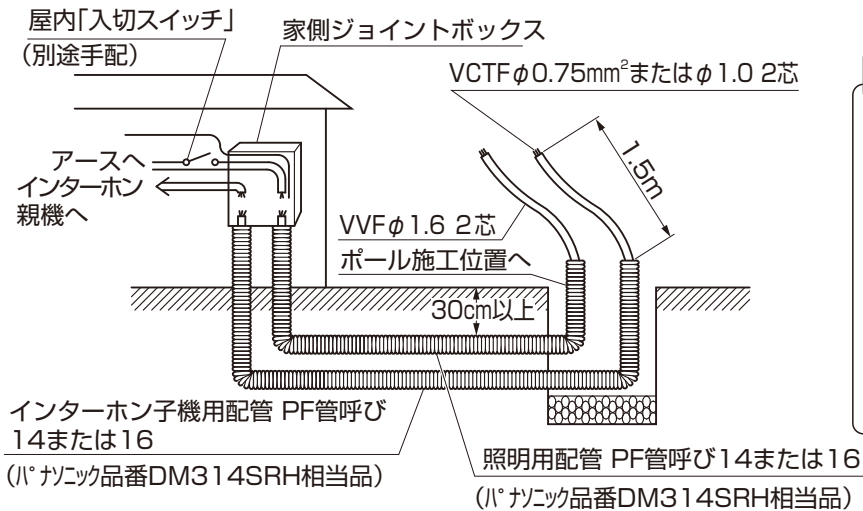 屋内「入切スイッチ」
(別途手配)
家側ジョイントボックス
VCTFφ0.75mm²またはφ1.0 2芯
アースへ
インターホン
親機へ
1.5m
VVFφ1.6 2芯
ポール施工位置へ
30cm以上
インターホン子機用配管 PF管呼び
14または16
(パナソニック品番DM314SRH相当品)
照明用配管 PF管呼び14または16
(パナソニック品番DM314SRH相当品)